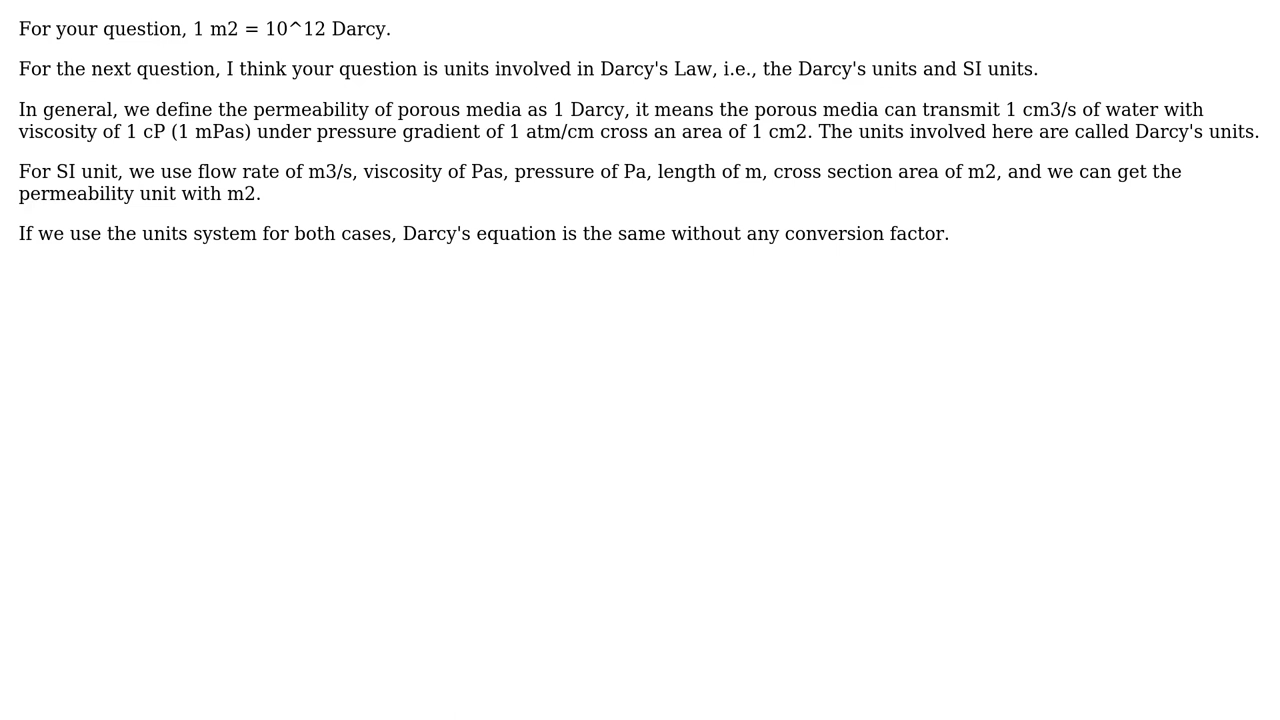 For your question, 1 m2 = 10^12 Darcy.
For the next question, I think your question is units involved in Darcy's Law, i.e., the Darcy's units and SI units.
In general, we define the permeability of porous media as 1 Darcy, it means the porous media can transmit 1 cm3/s of water with
viscosity of 1 cP (1 mPas) under pressure gradient of 1 atm/cm cross an area of 1 cm2. The units involved here are called Darcy's units.
For SI unit, we use flow rate of m3/s, viscosity of Pas, pressure of Pa, length of m, cross section area of m2, and we can get the
permeability unit with m2.
If we use the units system for both cases, Darcy's equation is the same without any conversion factor.